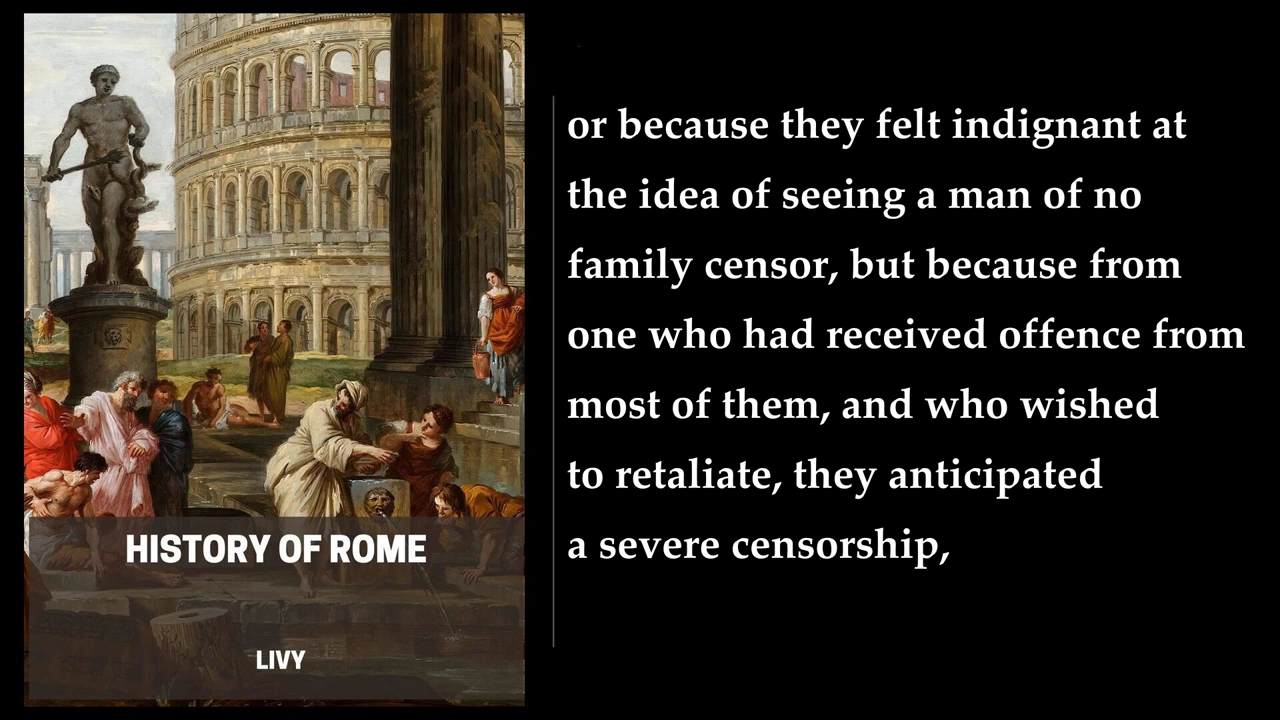 or because they felt indignant at
the idea of seeing a man of no
family censor, but because from
one who had received offence from
most of them, and who wished
to retaliate, they anticipated
a severe censorship,
HISTORY OF ROME
LIVY